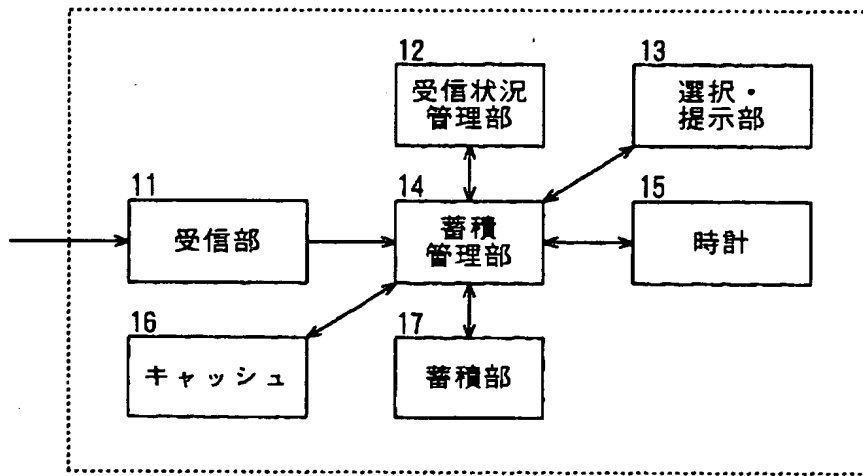 12
受信状況
管理部
13
選択・
提示部
11
受信部
14
蓄積
管理部
15
時計
16
キャッシュ
17
蓄積部